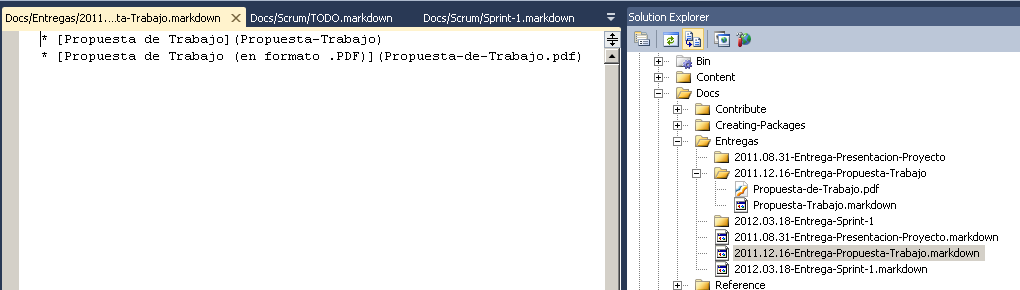 Docs/Entregas/2011....ta-Trabajo.markdown
Docs/Scrum/TODO.markdown
Docs/Scrum/Sprint-1.markdown
* [Propuesta de Trabajo](Propuesta-Trabajo)
* [Propuesta de Trabajo (en formato .PDF)](Propuesta-de-Trabajo.pdf)
Solution Explorer
Bin
Content
Docs
Contribute
Creating-Packages
Entregas
2011.08.31-Entrega-Presentacion-Proyecto
2011.12.16-Entrega-Propuesta-Trabajo
Propuesta-de-Trabajo.pdf
Propuesta-Trabajo.markdown
2012.03.18-Entrega-Sprint-1
2011.08.31-Entrega-Presentacion-Proyecto.markdown
2011.12.16-Entrega-Propuesta-Trabajo.markdown
2012.03.18-Entrega-Sprint-1.markdown
Reference